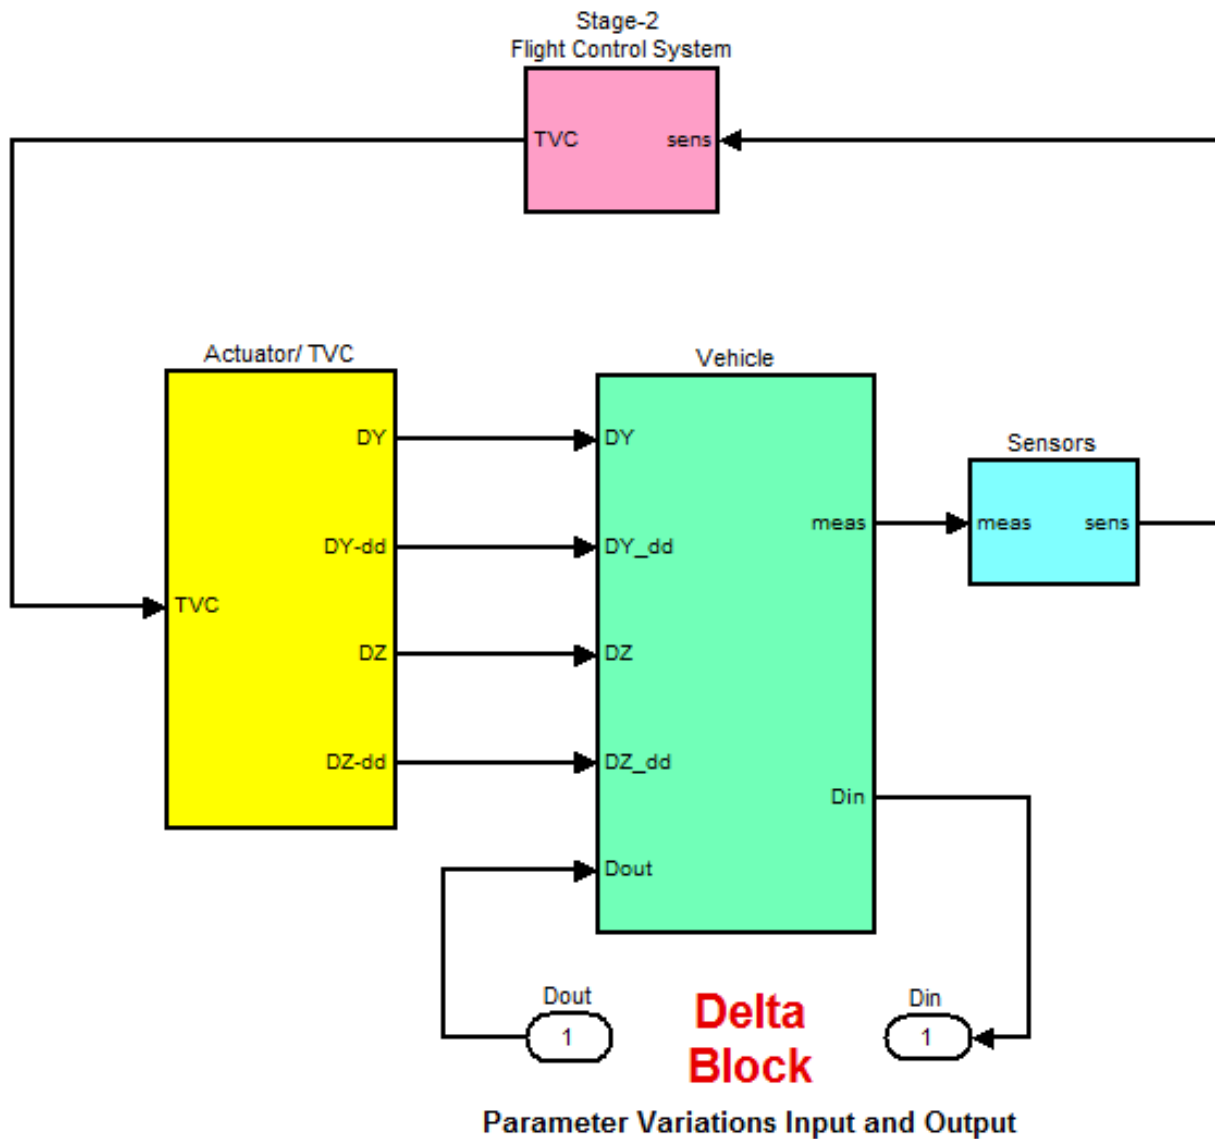 Stage-2
Flight Control System
TVC
sens
Actuator/ TVC
Vehicle
DY
DY
Sensors
meas
meas
sens
DY-dd
DY_dd
TVC
DZ
DZ
DZ-dd
DZ_dd
Din
Dout
Dout
1
Delta
Block
Din
1
Parameter Variations Input and Output